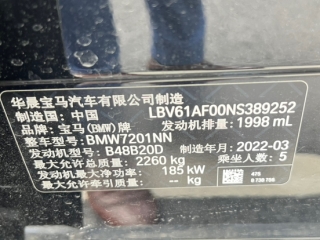 华晨宝马汽车有限公司制造
制造国：中国 LBV61AF00NS389252
品牌：宝马(BMW)牌 发动机排量：1998 mL
整车型号：BMW7201NN
发动机型号：B48B20D 制造年月：2022-03
最大允许总质量：2260 kg 乘坐人数：5
最大净功率：185 kW
最大允许牵引质量：-- kg